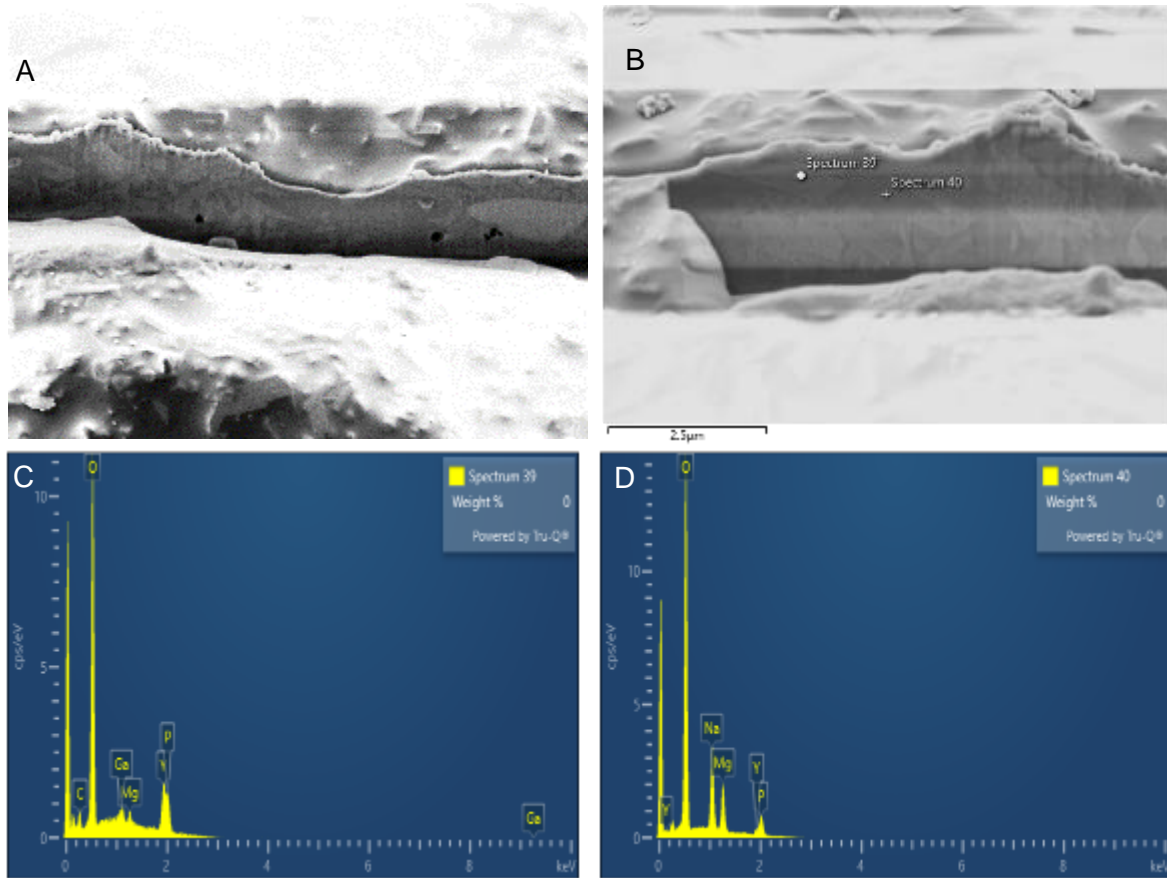 A
B
Spectrum 39
Spectrum 40
2.5µm
C
Spectrum 39
Weight % 0
Powered by Tru-Q®
O
10
cps/eV
5
P
Ga
Y
C
Mg
Ga
0
0 2 4 6 8 keV
D
Spectrum 40
Weight % 0
Powered by Tru-Q®
O
10
cps/eV
5
Na
Mg
Y
P
Y
0
0 2 4 6 8 keV